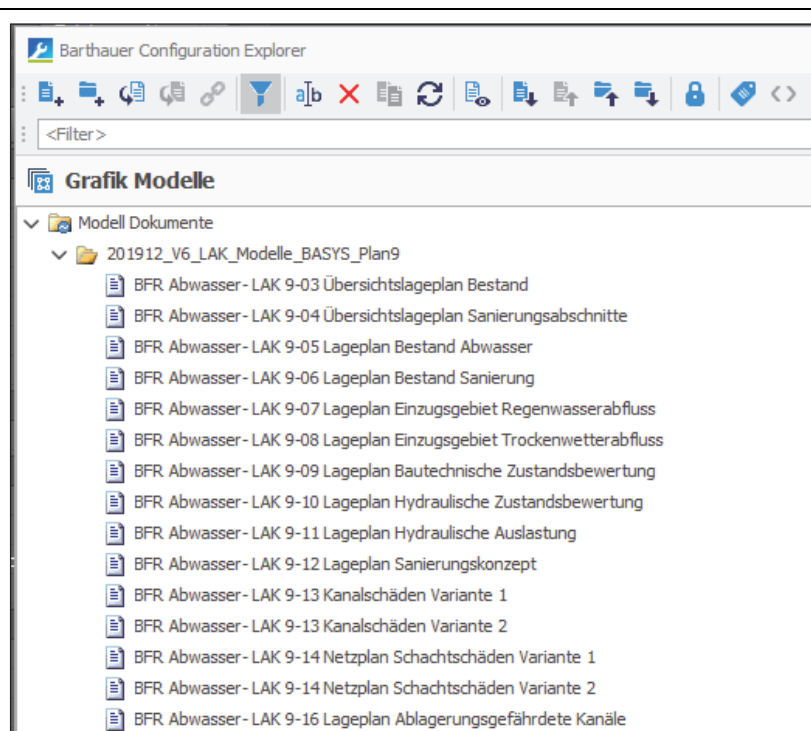 Barthauer Configuration Explorer
a b
<Filter>
Grafik Modelle
Modell Dokumente
201912_V6_LAK_Modelle_BASYS_Plan9
BFR Abwasser- LAK 9-03 Übersichtslageplan Bestand
BFR Abwasser- LAK 9-04 Übersichtslageplan Sanierungsabschnitte
BFR Abwasser- LAK 9-05 Lageplan Bestand Abwasser
BFR Abwasser- LAK 9-06 Lageplan Bestand Sanierung
BFR Abwasser- LAK 9-07 Lageplan Einzugsgebiet Regenwasserabfluss
BFR Abwasser- LAK 9-08 Lageplan Einzugsgebiet Trockenwetterabfluss
BFR Abwasser- LAK 9-09 Lageplan Bautechnische Zustandsbewertung
BFR Abwasser- LAK 9-10 Lageplan Hydraulische Zustandsbewertung
BFR Abwasser- LAK 9-11 Lageplan Hydraulische Auslastung
BFR Abwasser- LAK 9-12 Lageplan Sanierungskonzept
BFR Abwasser- LAK 9-13 Kanalschäden Variante 1
BFR Abwasser- LAK 9-13 Kanalschäden Variante 2
BFR Abwasser- LAK 9-14 Netzplan Schachtschäden Variante 1
BFR Abwasser- LAK 9-14 Netzplan Schachtschäden Variante 2
BFR Abwasser- LAK 9-16 Lageplan Ablagerungsgefährdete Kanäle